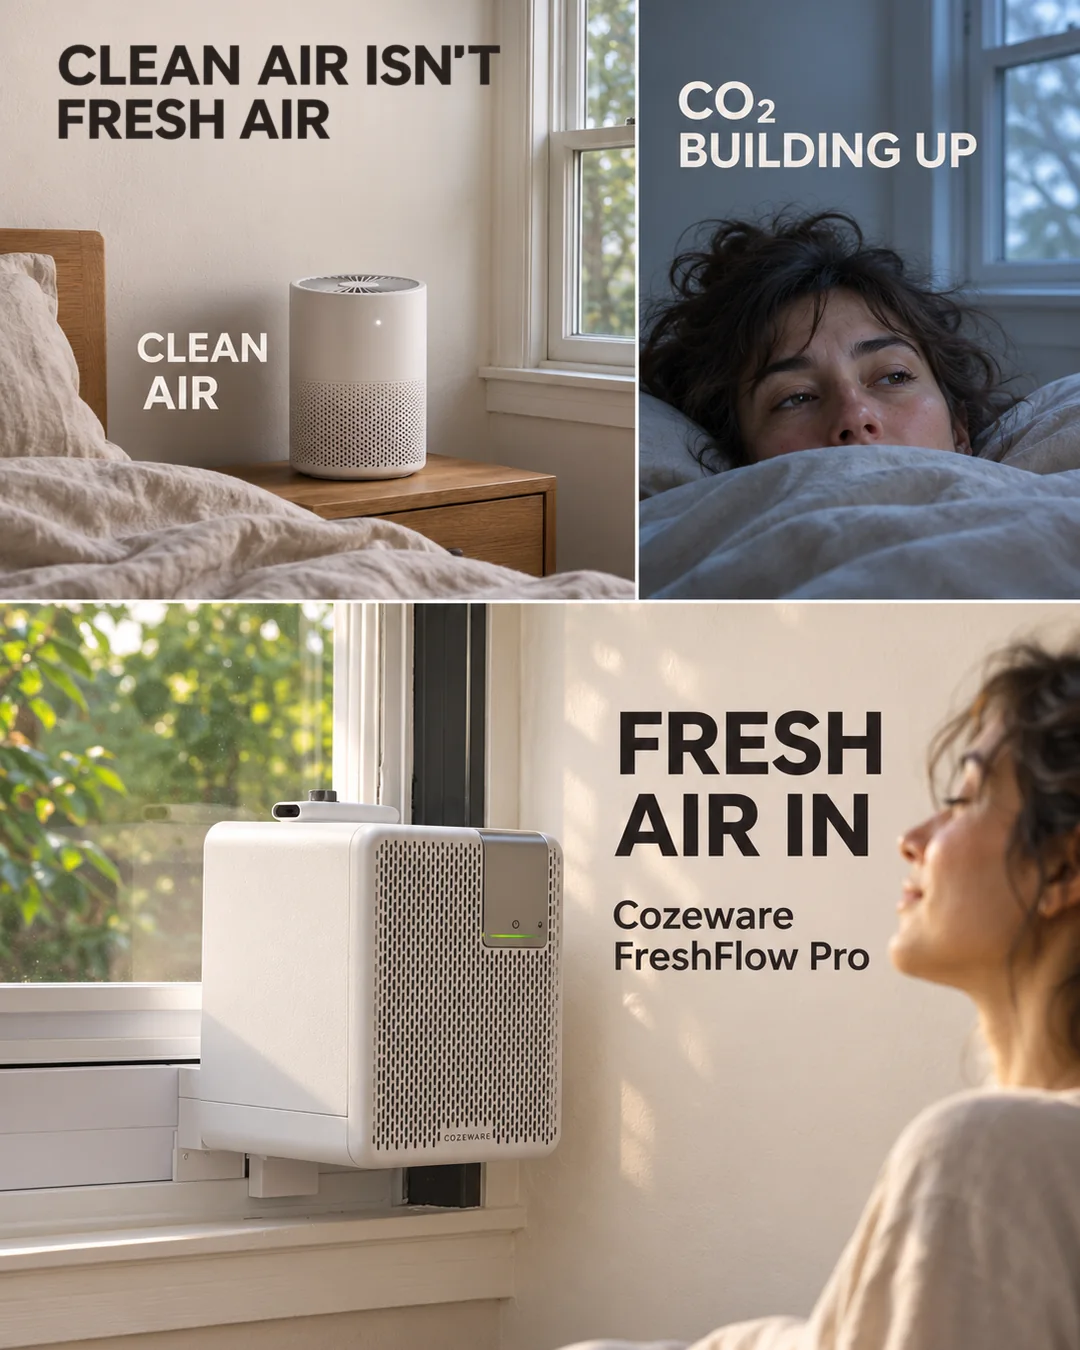 CLEAN AIR ISN'T
FRESH AIR
CLEAN
AIR
CO₂
BUILDING UP
FRESH
AIR IN
Cozeware
FreshFlow Pro
COZEWARE